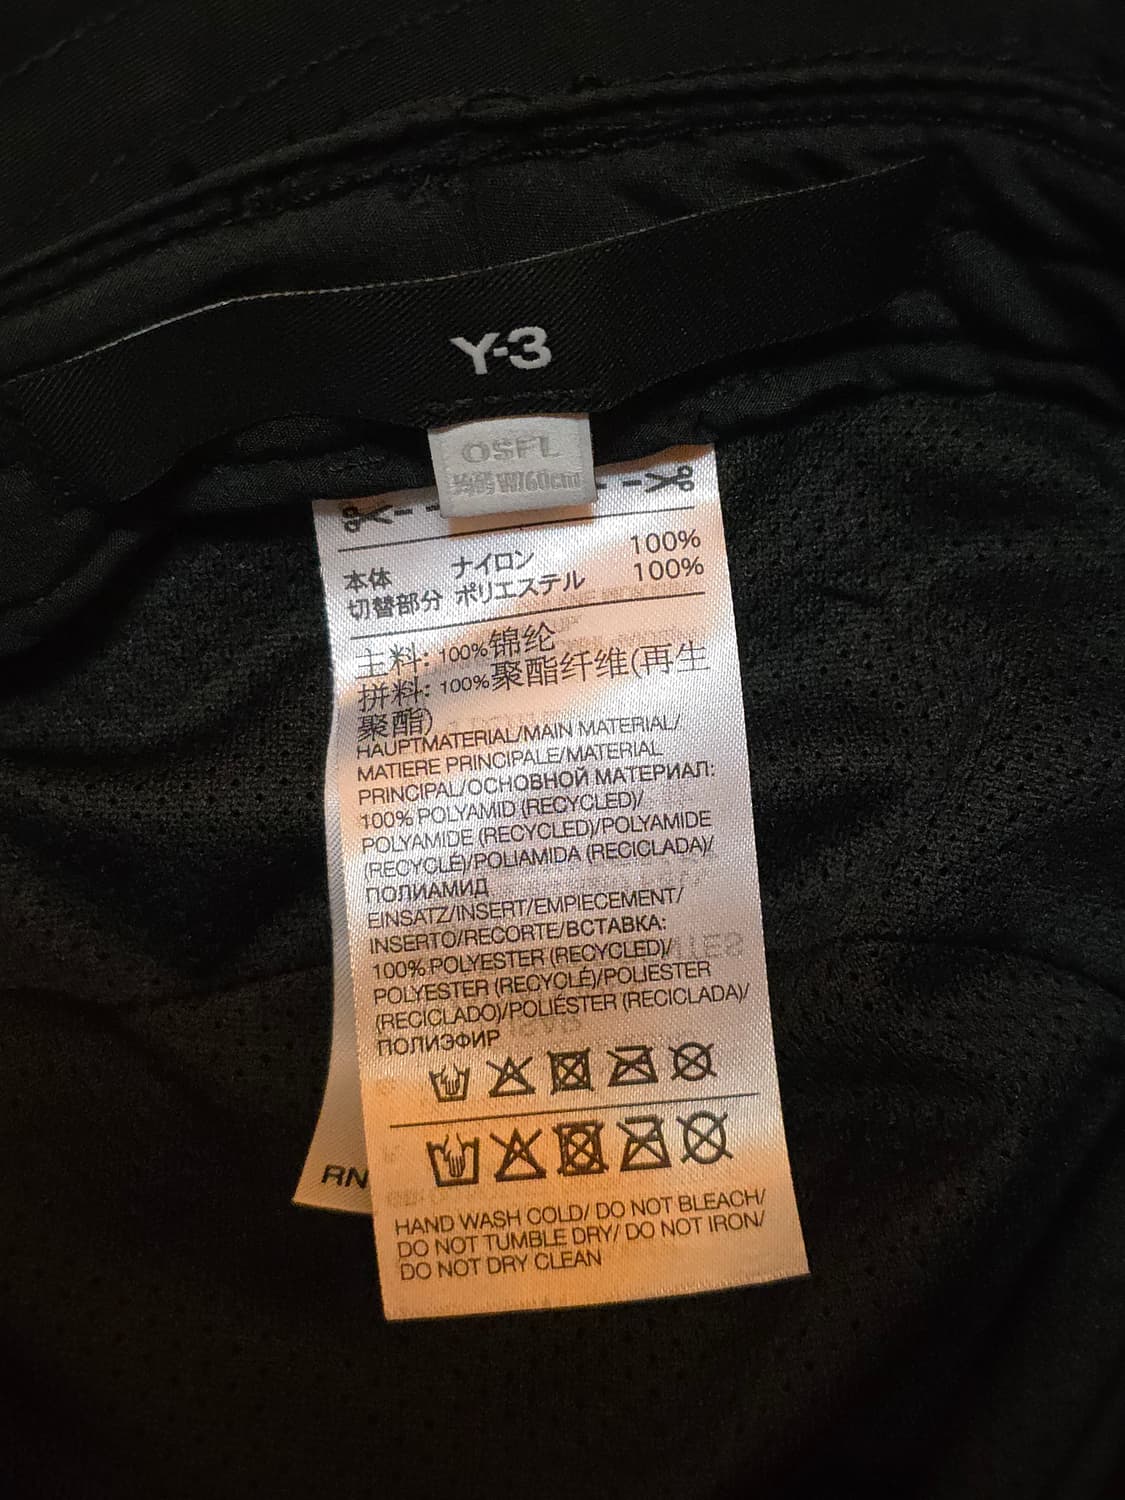 Y-3
OSFL
均码 W/60cm
本体 ナイロン 100%
切替部分 ポリエステル 100%
主料: 100%锦纶
拼料: 100%聚酯纤维(再生
聚酯)
HAUPTMATERIAL/MAIN MATERIAL/
MATIERE PRINCIPALE/MATERIAL
PRINCIPAL/ОСНОВНОЙ МАТЕРИАЛ:
100% POLYAMID (RECYCLED)/
POLYAMIDE (RECYCLED)/POLYAMIDE
(RECYCLÉ)/POLIAMIDA (RECICLADA)/
ПОЛИАМИД
EINSATZ/INSERT/EMPIECEMENT/
INSERTO/RECORTE/ВСТАВКА:
100% POLYESTER (RECYCLED)/
POLYESTER (RECYCLÉ)/POLIESTER
(RECICLADO)/POLIÉSTER (RECICLADA)/
ПОЛИЭФИР
RN
HAND WASH COLD/ DO NOT BLEACH/
DO NOT TUMBLE DRY/ DO NOT IRON/
DO NOT DRY CLEAN